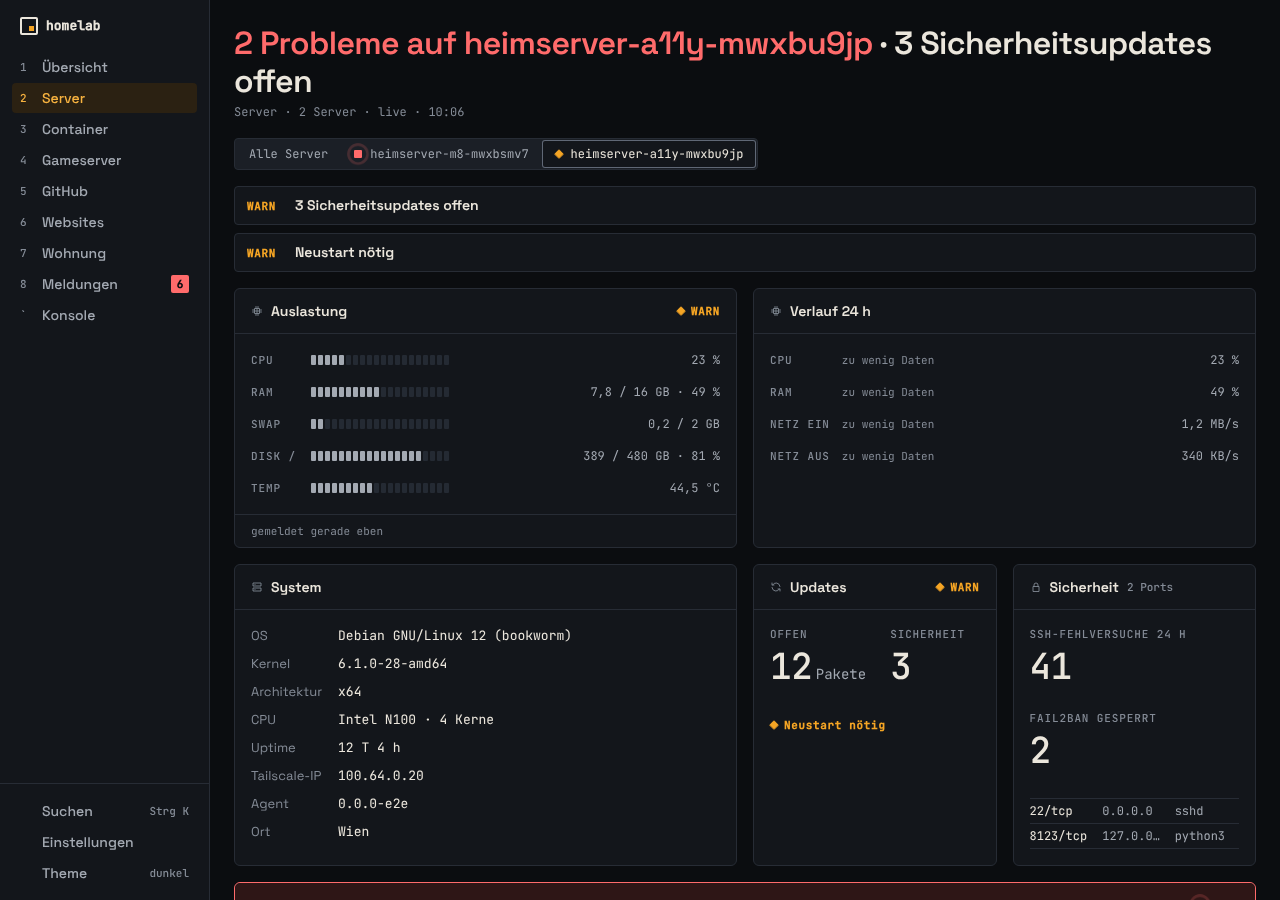 homelab
1 Übersicht
2 Server
3 Container
4 Gameserver
5 GitHub
6 Websites
7 Wohnung
8 Meldungen 6
` Konsole
Suchen Strg K
Einstellungen
Theme dunkel
2 Probleme auf heimserver-a11y-mwxbu9jp · 3 Sicherheitsupdates
offen
Server · 2 Server · live · 10:06
Alle Server heimserver-m8-mwxbsmv7 heimserver-a11y-mwxbu9jp
WARN 3 Sicherheitsupdates offen
WARN Neustart nötig
Auslastung WARN
CPU 23 %
RAM 7,8 / 16 GB · 49 %
SWAP 0,2 / 2 GB
DISK / 389 / 480 GB · 81 %
TEMP 44,5 °C
gemeldet gerade eben
Verlauf 24 h
CPU zu wenig Daten 23 %
RAM zu wenig Daten 49 %
NETZ EIN zu wenig Daten 1,2 MB/s
NETZ AUS zu wenig Daten 340 KB/s
System
OS Debian GNU/Linux 12 (bookworm)
Kernel 6.1.0-28-amd64
Architektur x64
CPU Intel N100 · 4 Kerne
Uptime 12 T 4 h
Tailscale-IP 100.64.0.20
Agent 0.0.0-e2e
Ort Wien
Updates WARN
OFFEN SICHERHEIT
12 Pakete 3
Neustart nötig
Sicherheit 2 Ports
SSH-FEHLVERSUCHE 24 H
41
FAIL2BAN GESPERRT
2
22/tcp 0.0.0.0 sshd
8123/tcp 127.0.0… python3